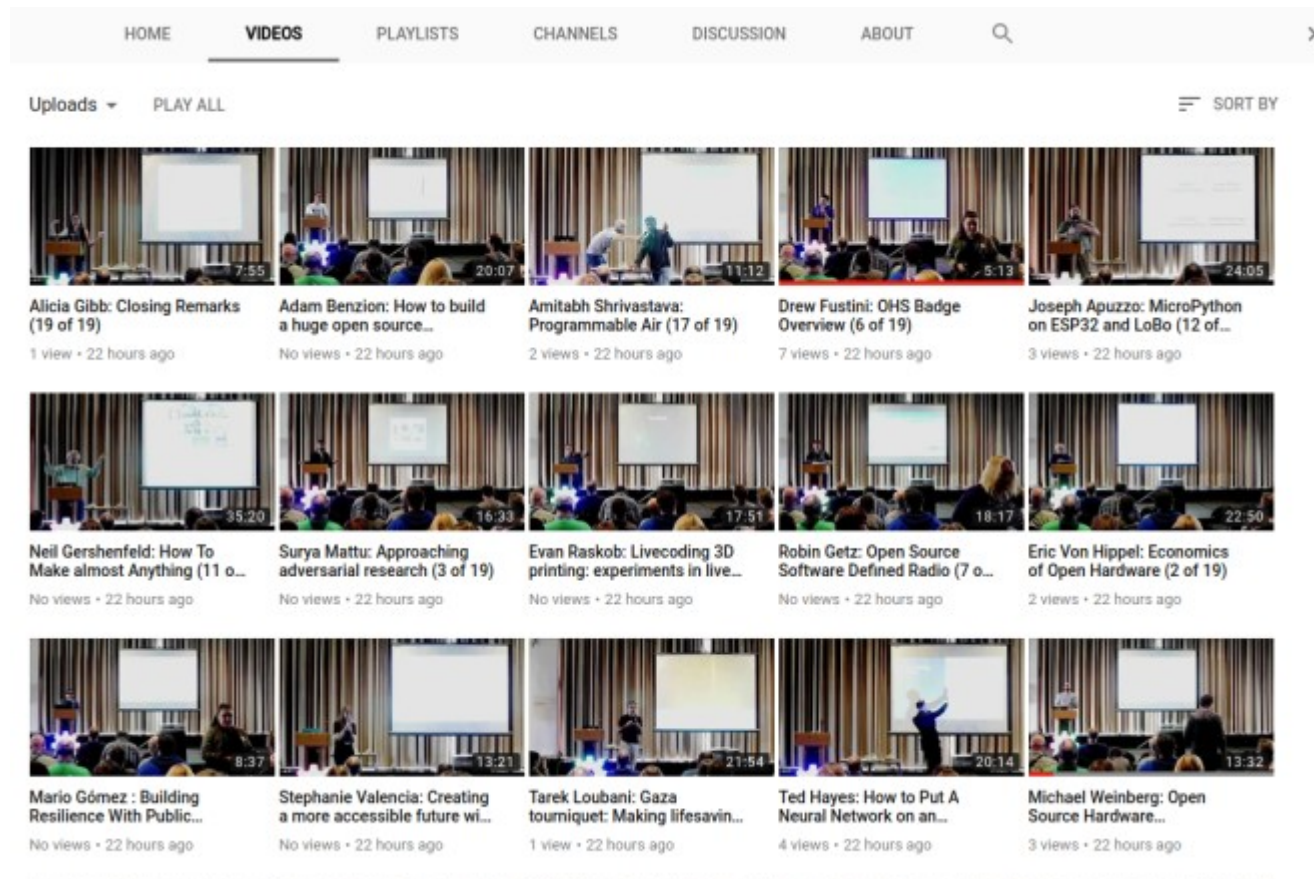 HOME VIDEOS PLAYLISTS CHANNELS DISCUSSION ABOUT
Uploads PLAY ALL SORT BY
7:55 20:07 11:12 5:13 24:05
Alicia Gibb: Closing Remarks
(19 of 19)
1 view • 22 hours ago
Adam Benzion: How to build
a huge open source...
No views • 22 hours ago
Amitabh Shrivastava:
Programmable Air (17 of 19)
2 views • 22 hours ago
Drew Fustini: OHS Badge
Overview (6 of 19)
7 views • 22 hours ago
Joseph Apuzzo: MicroPython
on ESP32 and LoBo (12 of...
3 views • 22 hours ago
35:20 16:33 17:51 18:17 22:50
Neil Gershenfeld: How To
Make almost Anything (11 o...
No views • 22 hours ago
Surya Mattu: Approaching
adversarial research (3 of 19)
No views • 22 hours ago
Evan Raskob: Livecoding 3D
printing: experiments in live...
No views • 22 hours ago
Robin Getz: Open Source
Software Defined Radio (7 o...
No views • 22 hours ago
Eric Von Hippel: Economics
of Open Hardware (2 of 19)
2 views • 22 hours ago
8:37 13:21 21:54 20:14 13:32
Mario Gómez : Building
Resilience With Public...
No views • 22 hours ago
Stephanie Valencia: Creating
a more accessible future wi...
No views • 22 hours ago
Tarek Loubani: Gaza
tourniquet: Making lifesavin...
1 view • 22 hours ago
Ted Hayes: How to Put A
Neural Network on an...
4 views • 22 hours ago
Michael Weinberg: Open
Source Hardware...
3 views • 22 hours ago